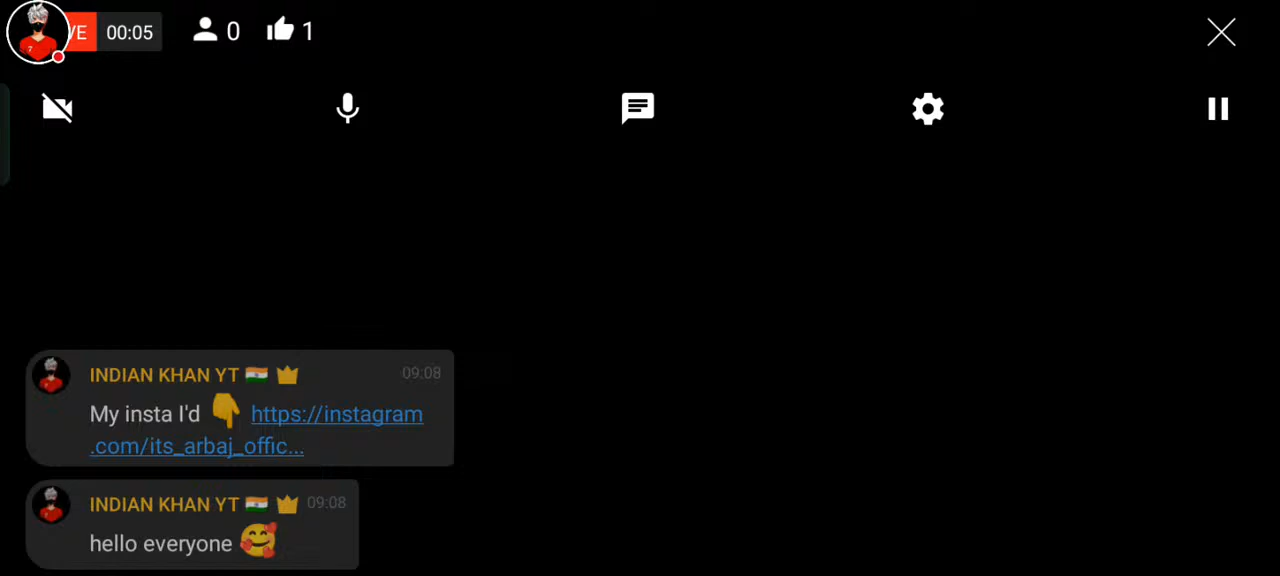 VE 00:05 0 1
INDIAN KHAN YT 🇮🇳 09:08
My insta I'd 👇 https://instagram
.com/its_arbaj_offic...
INDIAN KHAN YT 🇮🇳 09:08
hello everyone 🥰